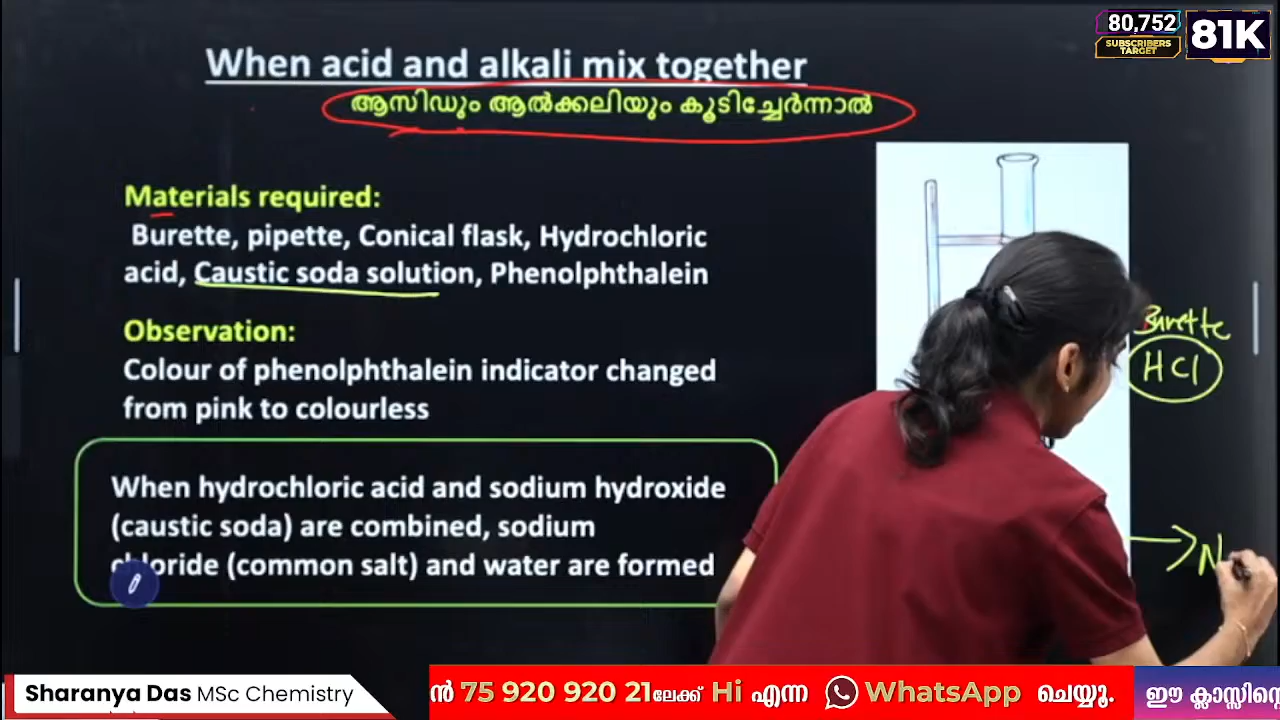 80,752
SUBSCRIBERS
TARGET
81K
When acid and alkali mix together
ആസിഡും ആൽക്കലിയും കൂടിച്ചേർന്നാൽ
Materials required:
Burette, pipette, Conical flask, Hydrochloric
acid, Caustic soda solution, Phenolphthalein
Burette
HCl
Observation:
Colour of phenolphthalein indicator changed
from pink to colourless
When hydrochloric acid and sodium hydroxide
(caustic soda) are combined, sodium
chloride (common salt) and water are formed
N
Sharanya Das MSc Chemistry
ൻ 75 920 920 21ലേക്ക് Hi എന്ന WhatsApp ചെയ്യൂ.
ഈ ക്ലാസ്സിന്റെ